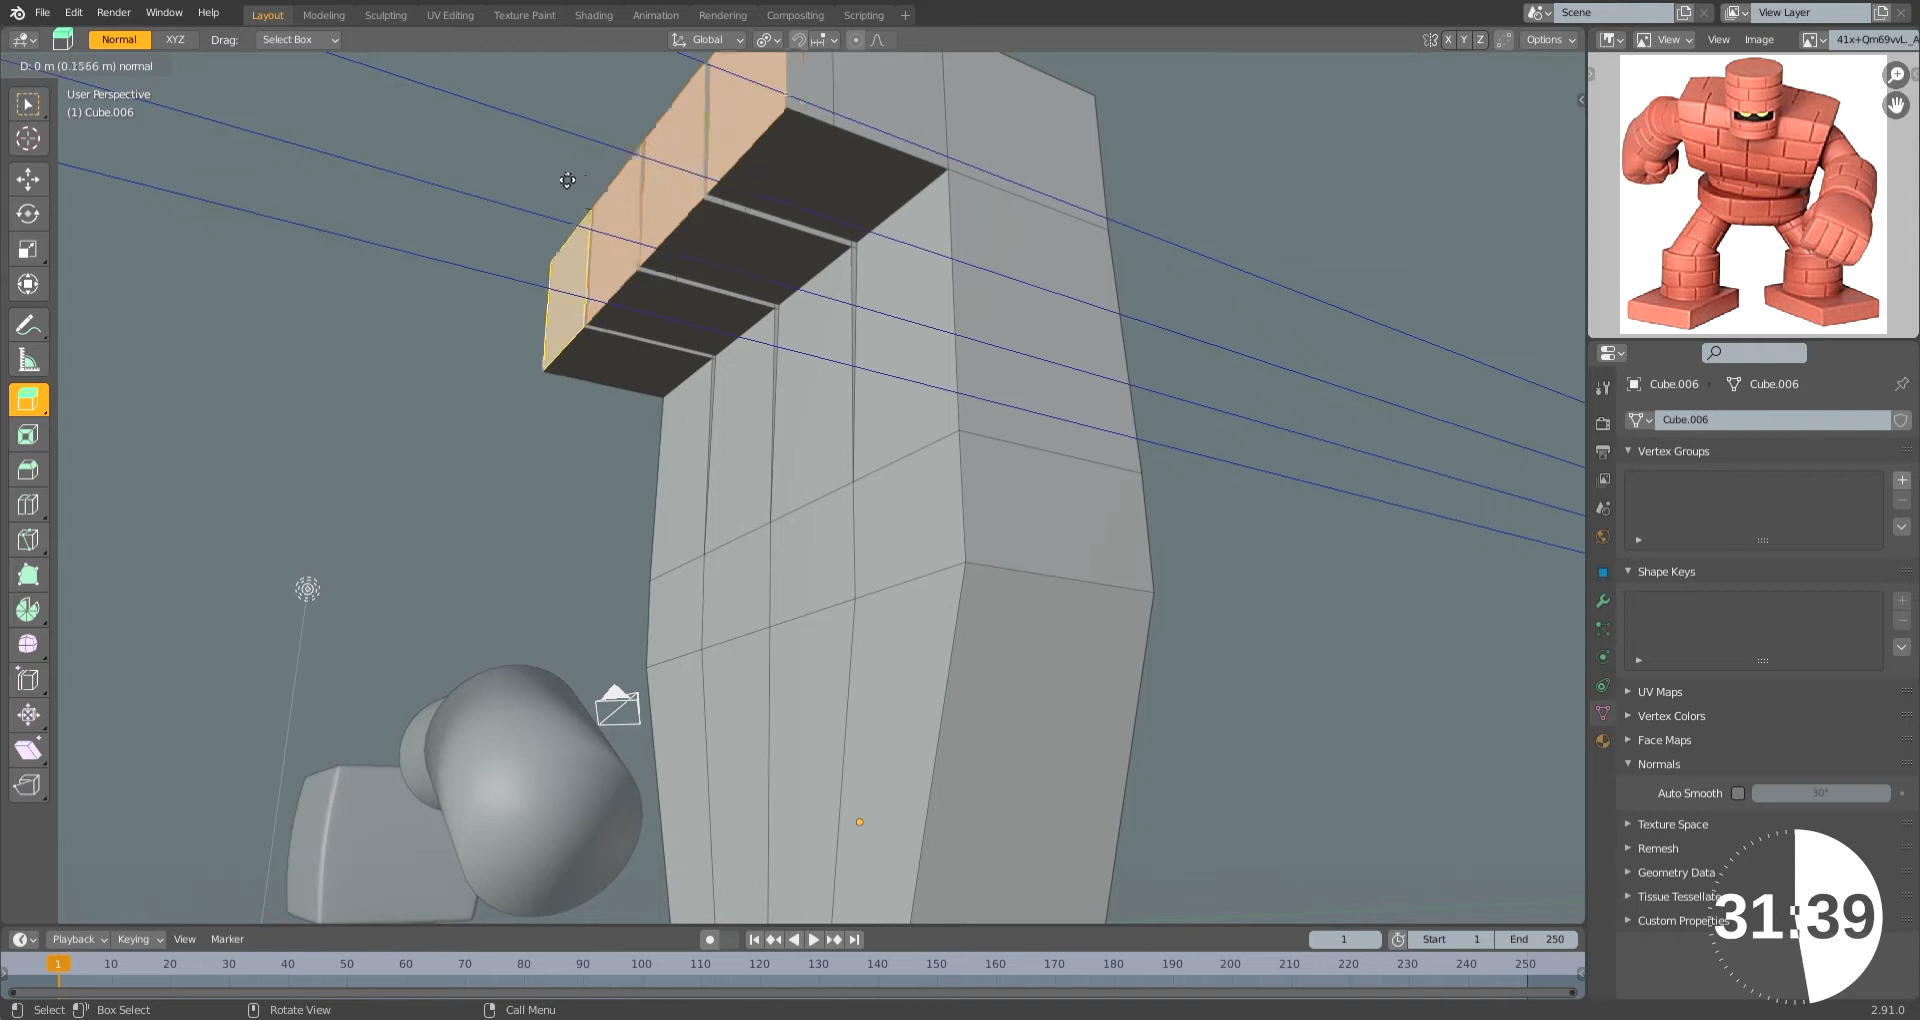 File Edit Render Window Help Layout Modeling Sculpting UV Editing Texture Paint Shading Animation Rendering Compositing Scripting + Scene View Layer
Normal XYZ Drag: Select Box Global X Y Z Options View View Image 41x+Qm69vvL._A
D: 0 m (0.1566 m) normal
User Perspective
(1) Cube.006
Cube.006 Cube.006
Cube.006
Vertex Groups
Shape Keys
UV Maps
Vertex Colors
Face Maps
Normals
Auto Smooth 30°
Texture Space
Remesh
Geometry Data
Tissue Tessellate
Custom Properties
31:39
Playback Keying View Marker 1 Start 1 End 250
1 10 20 30 40 50 60 70 80 90 100 110 120 130 140 150 160 170 180 190 200 210 220 230 240 250
Select Box Select Rotate View Call Menu 2.91.0